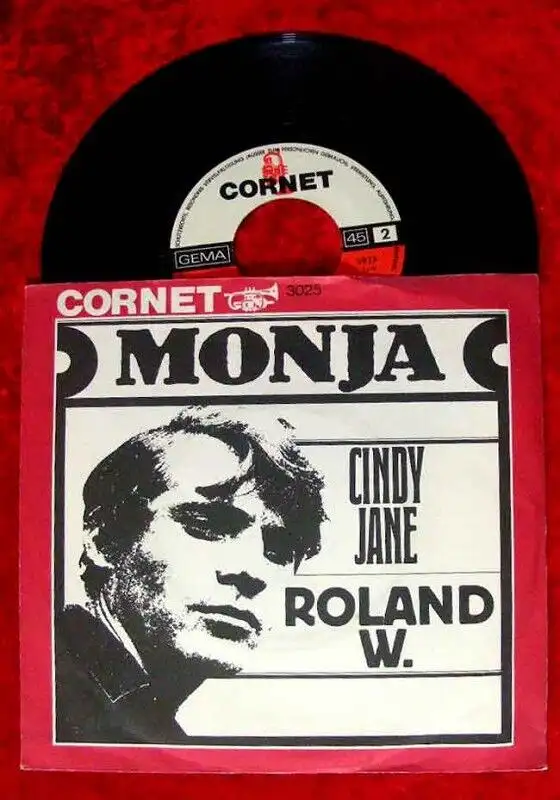 CORNET
GEMA
45 2
CORNET 3025
MONJA
CINDY
JANE
ROLAND
W.